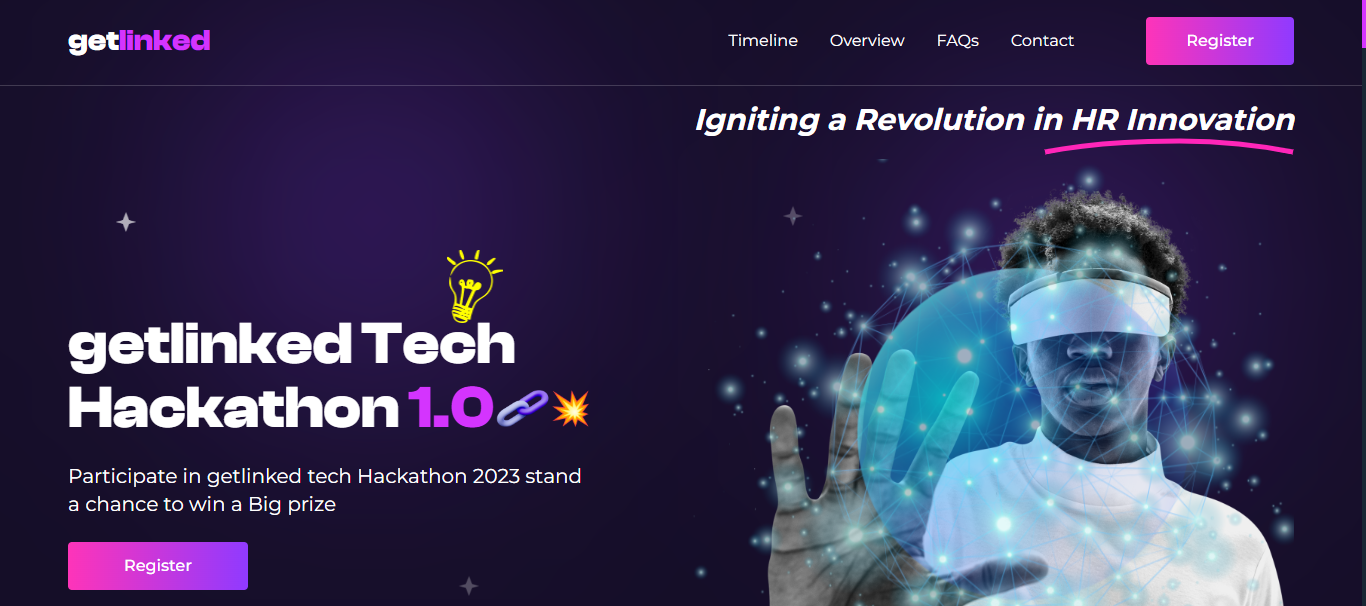 getlinked
Timeline Overview FAQs Contact Register
Igniting a Revolution in HR Innovation
getlinked Tech
Hackathon 1.0🔗💥
Participate in getlinked tech Hackathon 2023 stand
a chance to win a Big prize
Register